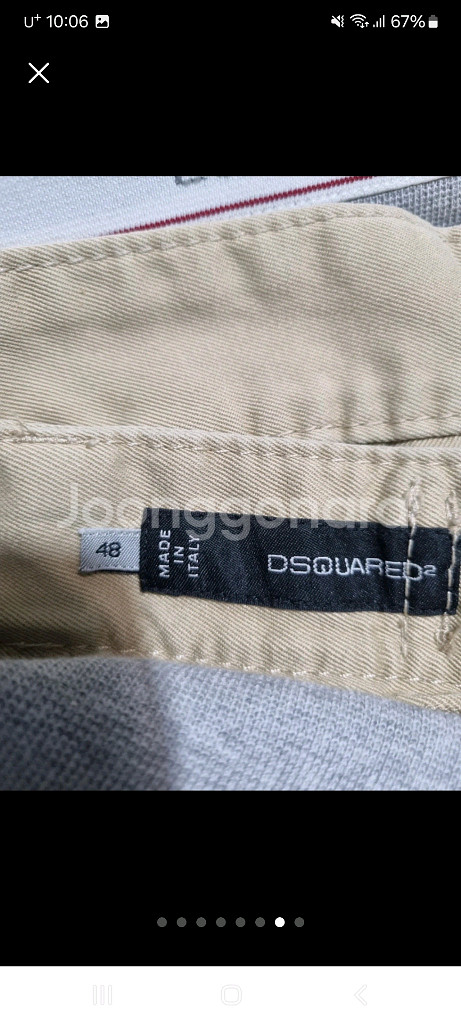 U+ 10:06
67%
Joonggonara
48
MADE
IN
ITALY
DSQUARED2